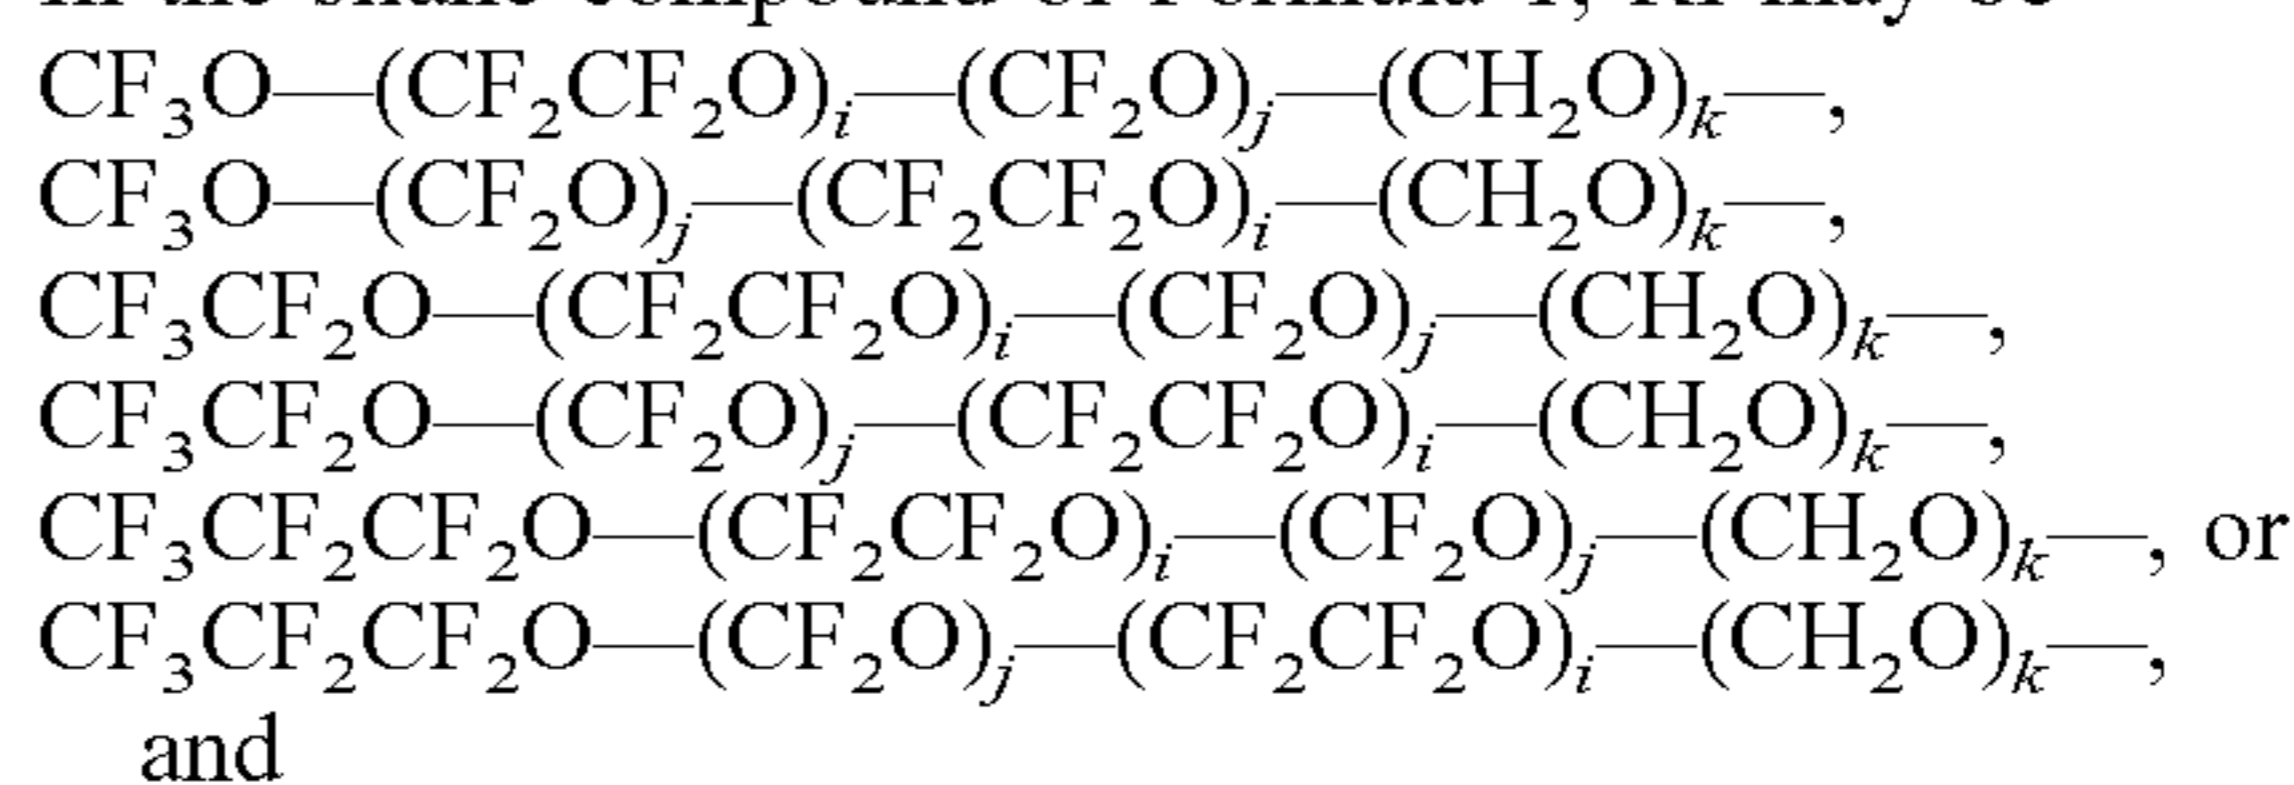 CF₃O—(CF₂CF₂O)ᵢ—(CF₂O)ⱼ—(CH₂O)ₖ—,
CF₃O—(CF₂O)ⱼ—(CF₂CF₂O)ᵢ—(CH₂O)ₖ—,
CF₃CF₂O—(CF₂CF₂O)ᵢ—(CF₂O)ⱼ—(CH₂O)ₖ—,
CF₃CF₂O—(CF₂O)ⱼ—(CF₂CF₂O)ᵢ—(CH₂O)ₖ—,
CF₃CF₂CF₂O—(CF₂CF₂O)ᵢ—(CF₂O)ⱼ—(CH₂O)ₖ—, or
CF₃CF₂CF₂O—(CF₂O)ⱼ—(CF₂CF₂O)ᵢ—(CH₂O)ₖ—,
and